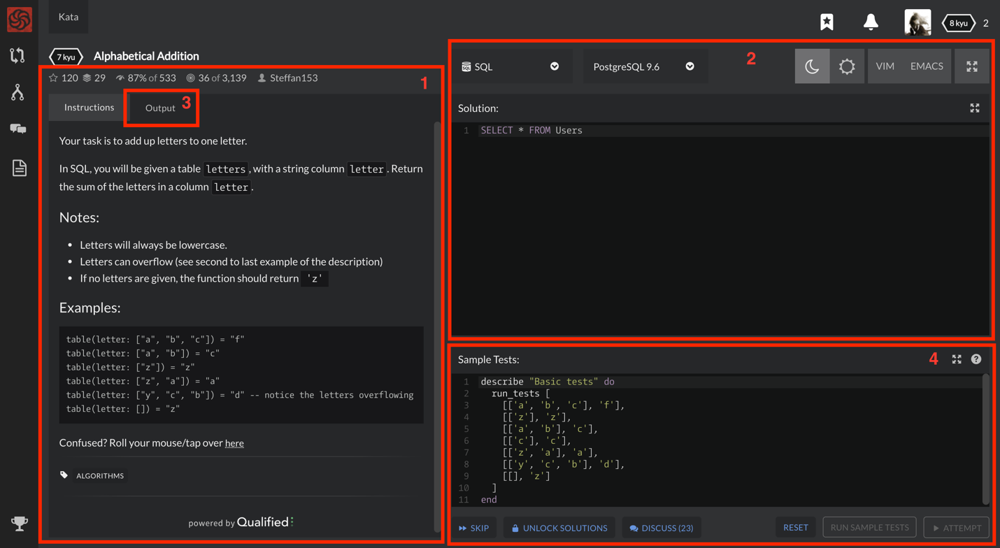 Kata
8 kyu 2
7 kyu Alphabetical Addition
120 29 87% of 533 36 of 3,139 Steffan153
1
Instructions
Output
3
Your task is to add up letters to one letter.
In SQL, you will be given a table letters, with a string column letter. Return
the sum of the letters in a column letter.
Notes:
• Letters will always be lowercase.
• Letters can overflow (see second to last example of the description)
• If no letters are given, the function should return 'z'
Examples:
table(letter: ["a", "b", "c"]) = "f"
table(letter: ["a", "b"]) = "c"
table(letter: ["z"]) = "z"
table(letter: ["z", "a"]) = "a"
table(letter: ["y", "c", "b"]) = "d" -- notice the letters overflowing
table(letter: []) = "z"
Confused? Roll your mouse/tap over here
ALGORITHMS
powered by Qualified
SQL
SQL
PostgreSQL 9.6
2
VIM EMACS
Solution:
1 SELECT * FROM Users
Sample Tests:
4
?
1 describe "Basic tests" do
2 run_tests [
3 [['a', 'b', 'c'], 'f'],
4 [['z'], 'z'],
5 [['a', 'b'], 'c'],
6 [['c'], 'c'],
7 [['z', 'a'], 'a'],
8 [['y', 'c', 'b'], 'd'],
9 [[], 'z']
10 ]
11 end
SKIP
UNLOCK SOLUTIONS
DISCUSS (23)
RESET
RUN SAMPLE TESTS
ATTEMPT